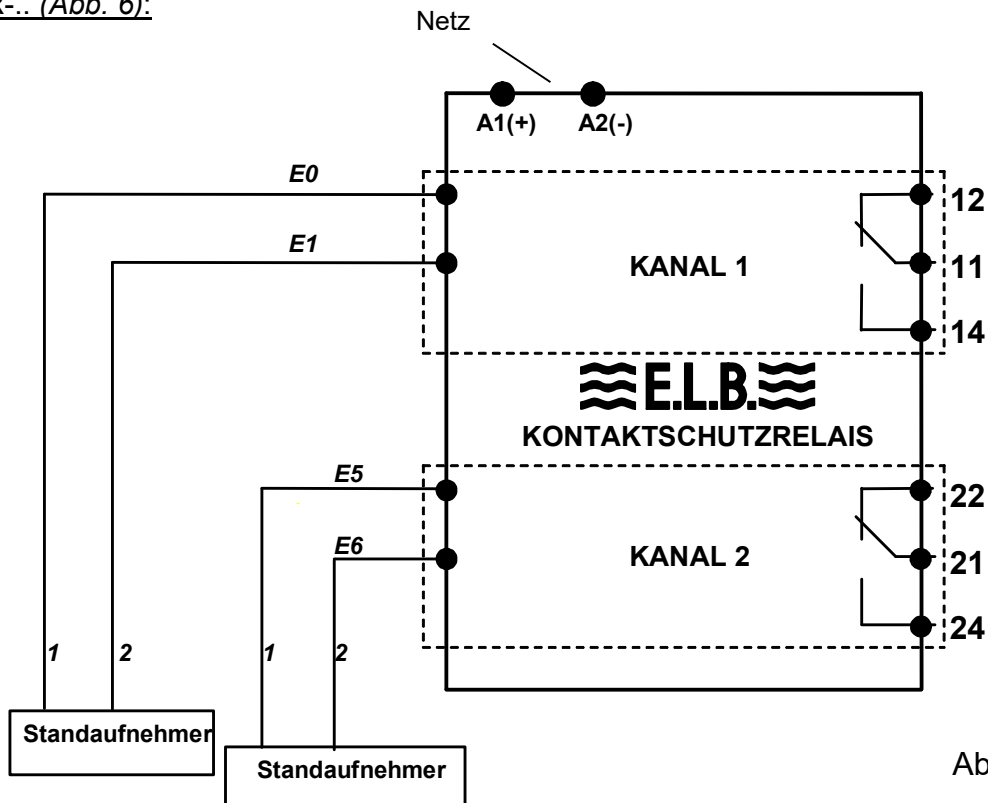 k-.. (Abb. 6):
Netz
A1(+) A2(-)
E0
12
E1
KANAL 1
11
14
E.L.B.
KONTAKTSCHUTZRELAIS
E5
22
E6
KANAL 2
21
24
1 2 1 2
Standaufnehmer
Standaufnehmer
Ab